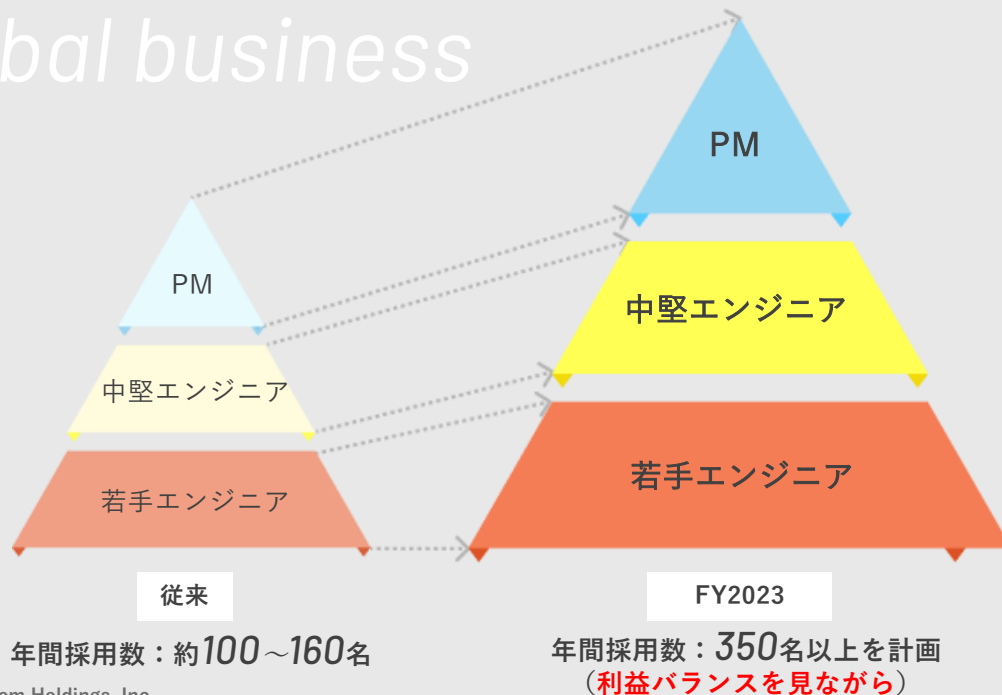 bal business
PM
中堅エンジニア
若手エンジニア
PM
中堅エンジニア
若手エンジニア
従来
年間採用数：約100～160名
FY2023
年間採用数：350名以上を計画
（利益バランスを見ながら）
om Holdings, Inc.